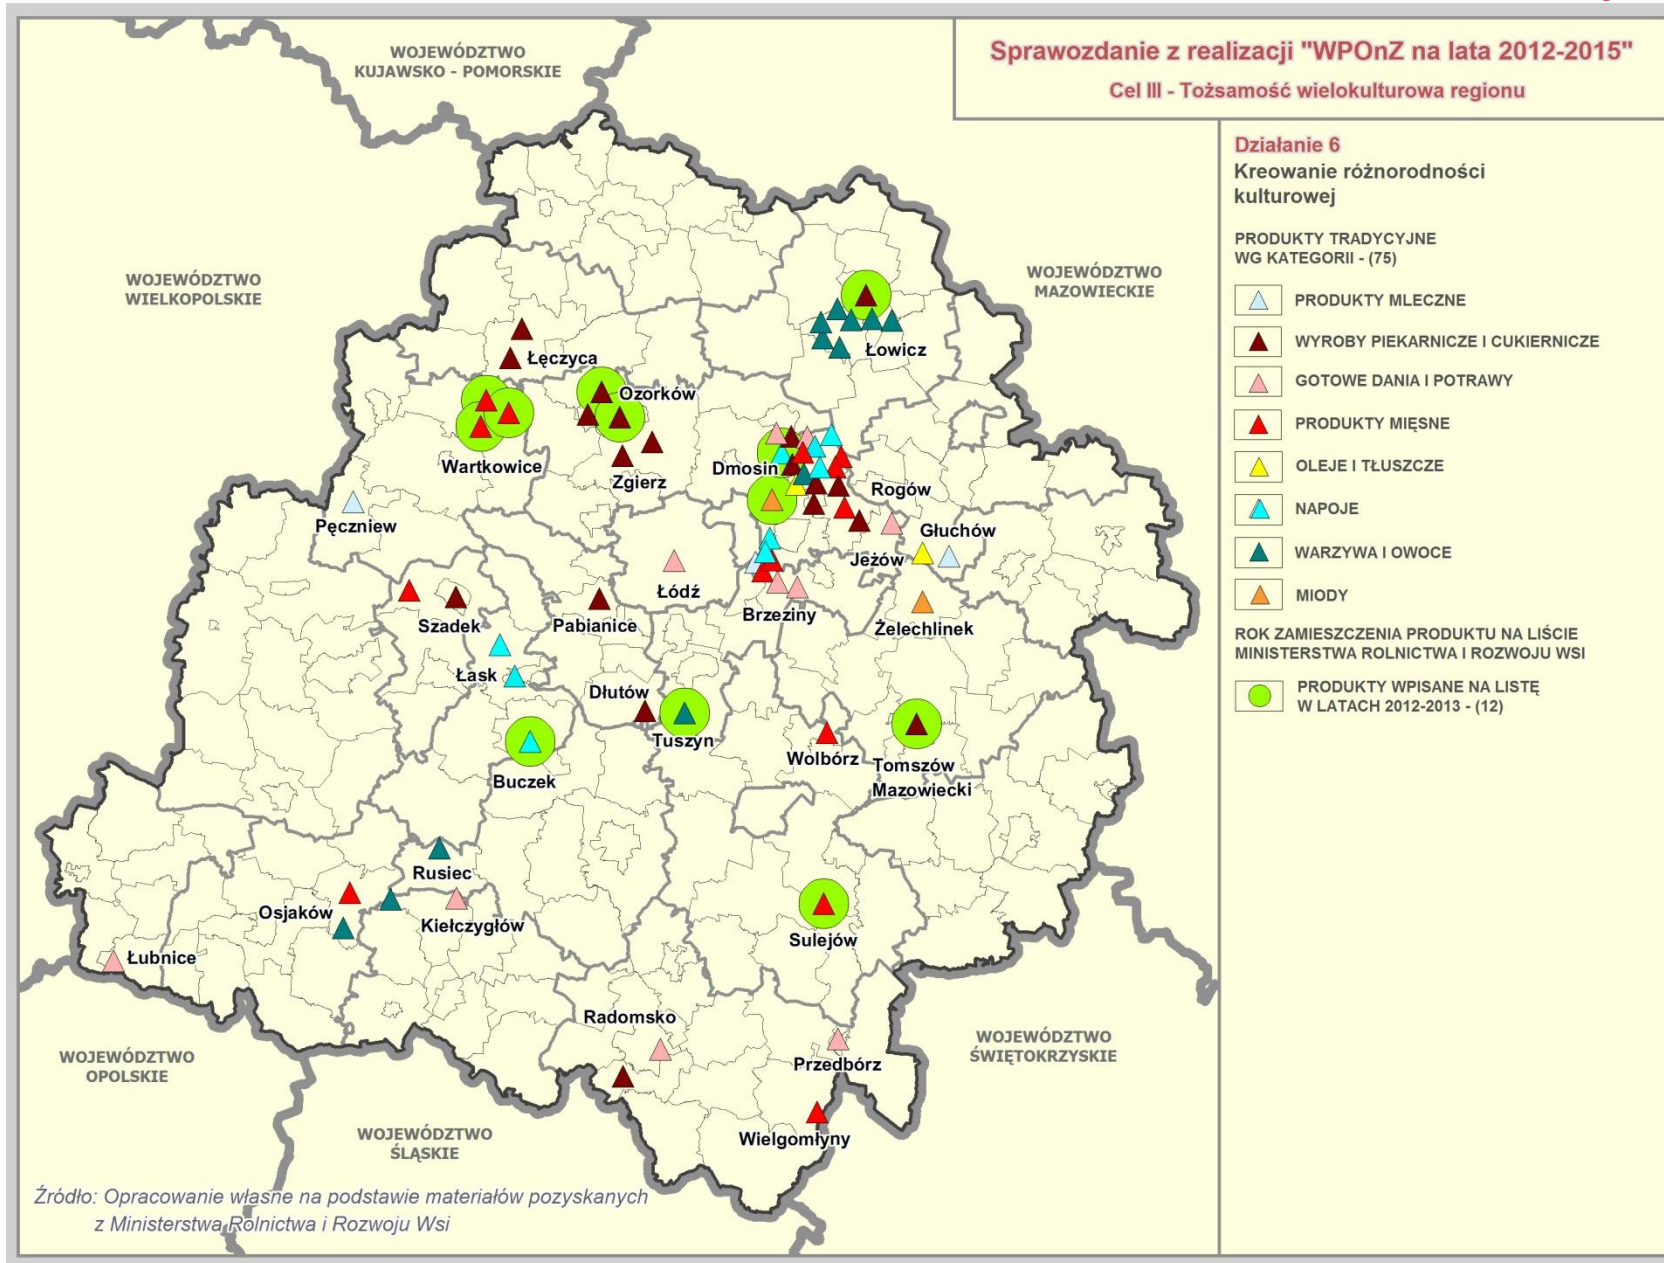 WOJEWÓDZTWO
KUJAWSKO - POMORSKIE
Sprawozdanie z realizacji "WPOnZ na lata 2012-2015"
Cel III - Tożsamość wielokulturowa regionu
WOJEWÓDZTWO
WIELKOPOLSKIE
WOJEWÓDZTWO
MAZOWIECKIE
Łowicz
Łęczyca
Ozorków
Wartkowice
Zgierz
Dmosin
Rogów
Pęczniew
Głuchów
Jeżów
Łódź
Brzeziny
Żelechlinek
Szadek
Pabianice
Łask
Dłutów
Tuszyn
Buczek
Wolbórz
Tomszów
Mazowiecki
Rusiec
Osjaków
Kiełczygłów
Sulejów
Łubnice
Radomsko
Przedbórz
Wielgomłyny
WOJEWÓDZTWO
OPOLSKIE
WOJEWÓDZTWO
ŚLĄSKIE
WOJEWÓDZTWO
ŚWIĘTOKRZYSKIE
Źródło: Opracowanie własne na podstawie materiałów pozyskanych
z Ministerstwa Rolnictwa i Rozwoju Wsi
Działanie 6
Kreowanie różnorodności
kulturowej
PRODUKTY TRADYCYJNE
WG KATEGORII - (75)
PRODUKTY MLECZNE
WYROBY PIEKARNICZE I CUKIERNICZE
GOTOWE DANIA I POTRAWY
PRODUKTY MIĘSNE
OLEJE I TŁUSZCZE
NAPOJE
WARZYWA I OWOCE
MIODY
ROK ZAMIESZCZENIA PRODUKTU NA LIŚCIE
MINISTERSTWA ROLNICTWA I ROZWOJU WSI
PRODUKTY WPISANE NA LISTĘ
W LATACH 2012-2013 - (12)